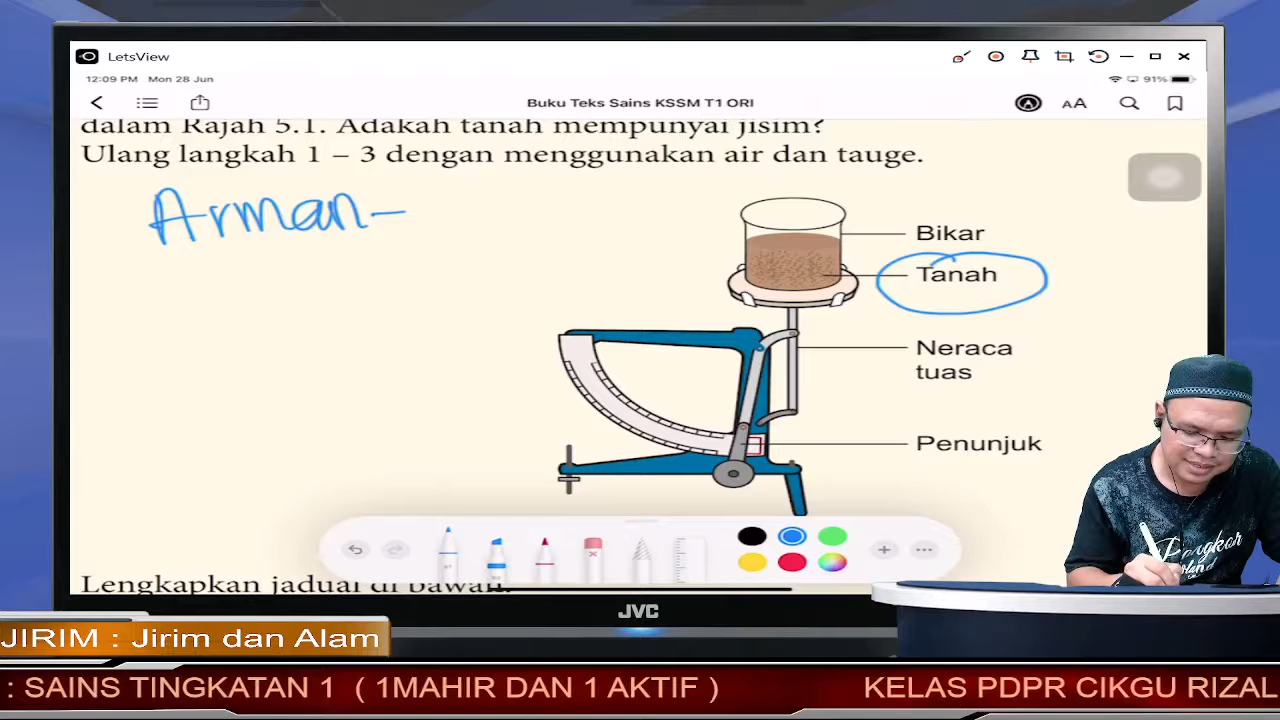 LetsView
12:09 PM Mon 28 Jun
91%
Buku Teks Sains KSSM T1 ORI
AA
dalam Rajah 5.1. Adakah tanah mempunyai jisim?
Ulang langkah 1 – 3 dengan menggunakan air dan tauge.
Arman-
Bikar
Tanah
Neraca
tuas
Penunjuk
Lengkapkan jadual di bawah.
JVC
JIRIM : Jirim dan Alam
: SAINS TINGKATAN 1 ( 1MAHIR DAN 1 AKTIF ) KELAS PDPR CIKGU RIZAL